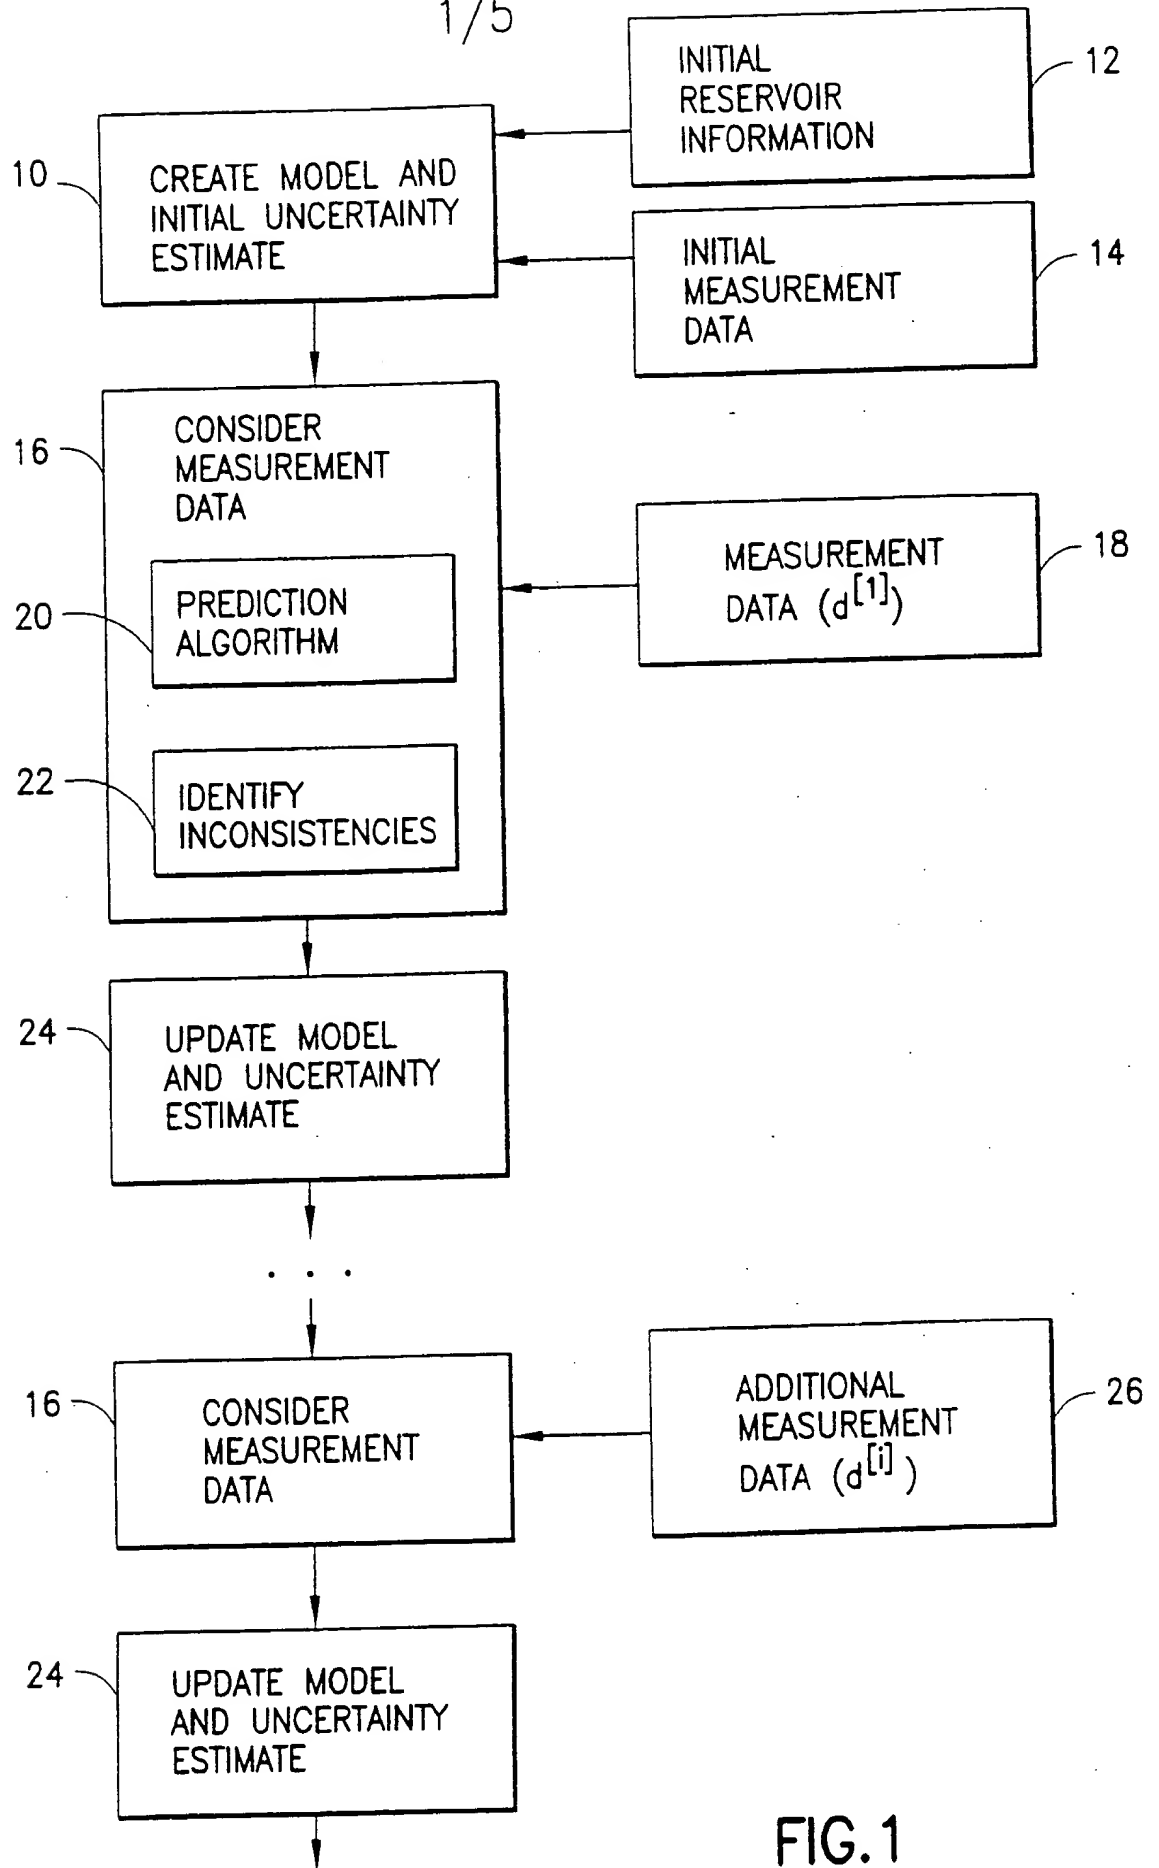 1/5
INITIAL
RESERVOIR
INFORMATION
12
10
CREATE MODEL AND
INITIAL UNCERTAINTY
ESTIMATE
INITIAL
MEASUREMENT
DATA
14
16
CONSIDER
MEASUREMENT
DATA
MEASUREMENT
DATA (d[1])
18
20
PREDICTION
ALGORITHM
22
IDENTIFY
INCONSISTENCIES
24
UPDATE MODEL
AND UNCERTAINTY
ESTIMATE
. . .
16
CONSIDER
MEASUREMENT
DATA
ADDITIONAL
MEASUREMENT
DATA (d[i])
26
24
UPDATE MODEL
AND UNCERTAINTY
ESTIMATE
FIG.1